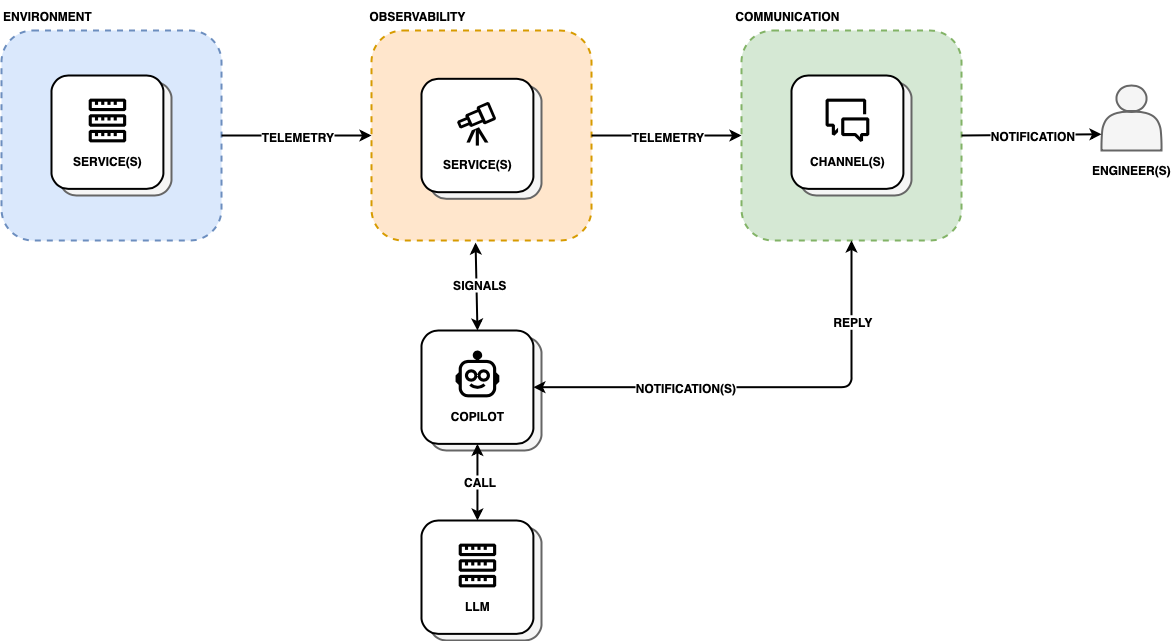 ENVIRONMENT
OBSERVABILITY
COMMUNICATION
SERVICE(S)
TELEMETRY
SERVICE(S)
TELEMETRY
CHANNEL(S)
NOTIFICATION
ENGINEER(S)
SIGNALS
REPLY
COPILOT
NOTIFICATION(S)
CALL
LLM